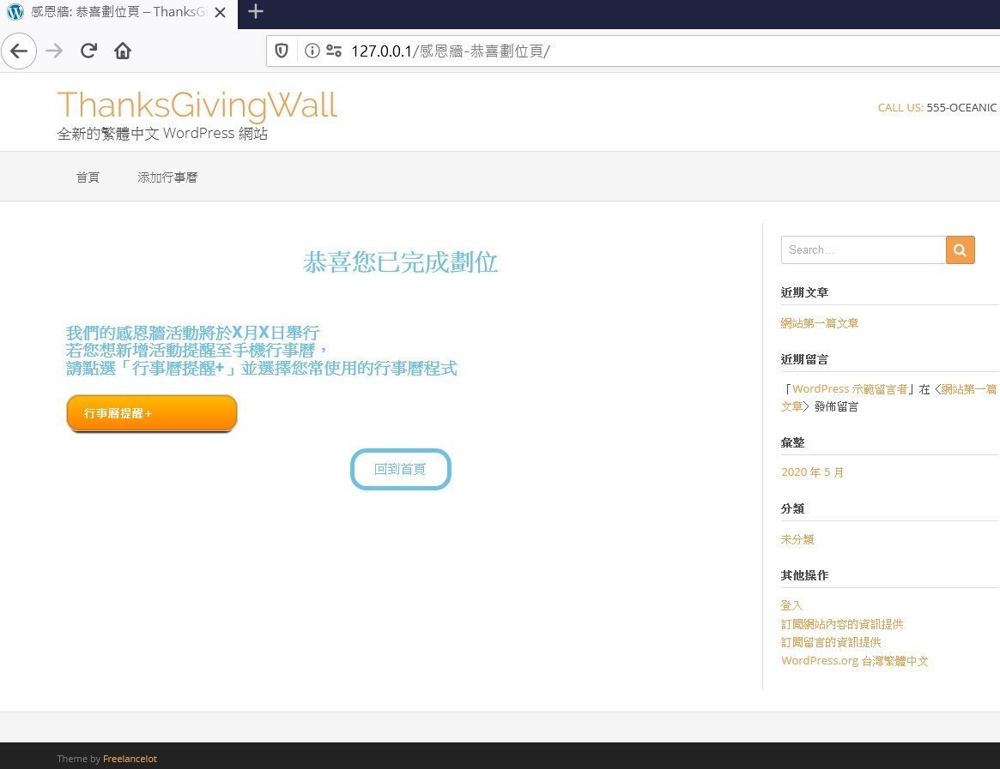 感恩牆: 恭喜劃位頁 – ThanksGi
127.0.0.1/感恩牆-恭喜劃位頁/
ThanksGivingWall
全新的繁體中文 WordPress 網站
CALL US: 555-OCEANIC
首頁 添加行事曆
恭喜您已完成劃位
我們的感恩牆活動將於X月X日舉行
若您想新增活動提醒至手機行事曆，
請點選「行事曆提醒+」並選擇您常使用的行事曆程式
行事曆提醒+
回到首頁
Search…
近期文章
網站第一篇文章
近期留言
「WordPress 示範留言者」在〈網站第一篇
文章〉發佈留言
彙整
2020 年 5 月
分類
未分類
其他操作
登入
訂閱網站內容的資訊提供
訂閱留言的資訊提供
WordPress.org 台灣繁體中文
Theme by Freelancelot